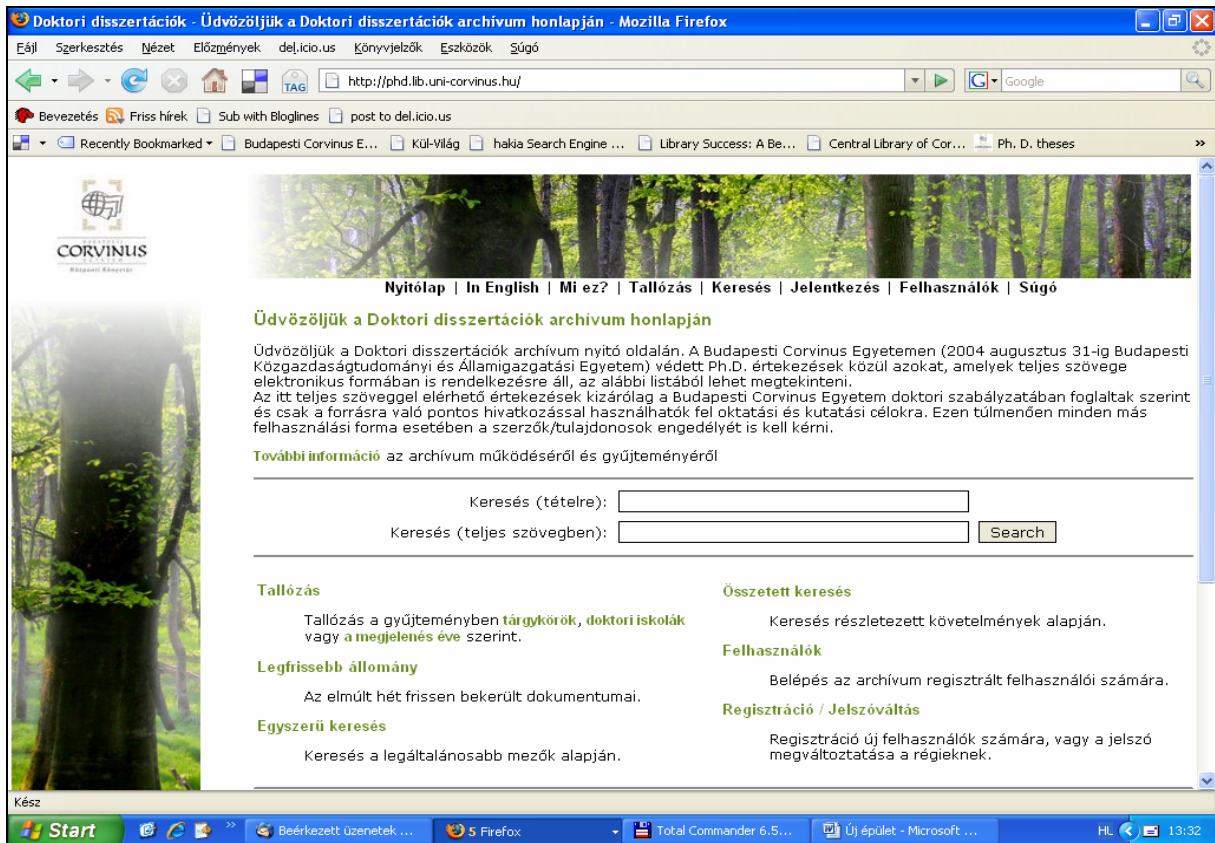 Doktori disszertációk - Üdvözöljük a Doktori disszertációk archívum honlapján - Mozilla Firefox
Fájl Szerkesztés Nézet Előzmények del.icio.us Könyvjelzők Eszközök Súgó
TAG http://phd.lib.uni-corvinus.hu/ G Google
Bevezetés Friss hírek Sub with Bloglines post to del.icio.us
Recently Bookmarked Budapesti Corvinus E... Kül-Világ hakia Search Engine ... Library Success: A Be... Central Library of Cor... Ph. D. theses »
BUDAPESTI
CORVINUS
EGYETEM
Központi Könyvtár
Nyitólap | In English | Mi ez? | Tallózás | Keresés | Jelentkezés | Felhasználók | Súgó
Üdvözöljük a Doktori disszertációk archívum honlapján
Üdvözöljük a Doktori disszertációk archívum nyitó oldalán. A Budapesti Corvinus Egyetemen (2004 augusztus 31-ig Budapesti
Közgazdaságtudományi és Államigazgatási Egyetem) védett Ph.D. értekezések közül azokat, amelyek teljes szövege
elektronikus formában is rendelkezésre áll, az alábbi listából lehet megtekinteni.
Az itt teljes szöveggel elérhető értekezések kizárólag a Budapesti Corvinus Egyetem doktori szabályzatában foglaltak szerint
és csak a forrásra való pontos hivatkozással használhatók fel oktatási és kutatási célokra. Ezen túlmenően minden más
felhasználási forma esetében a szerzők/tulajdonosok engedélyét is kell kérni.
További információ az archívum működéséről és gyűjteményéről
Keresés (tételre):
Keresés (teljes szövegben): Search
Tallózás
Tallózás a gyűjteményben tárgykörök, doktori iskolák
vagy a megjelenés éve szerint.
Legfrissebb állomány
Az elmúlt hét frissen bekerült dokumentumai.
Egyszerű keresés
Keresés a legáltalánosabb mezők alapján.
Összetett keresés
Keresés részletezett követelmények alapján.
Felhasználók
Belépés az archívum regisztrált felhasználói számára.
Regisztráció / Jelszóváltás
Regisztráció új felhasználók számára, vagy a jelszó
megváltoztatása a régieknek.
Kész
Start » Beérkezett üzenetek ... 5 Firefox Total Commander 6.5... Új épület - Microsoft ... HL 13:32